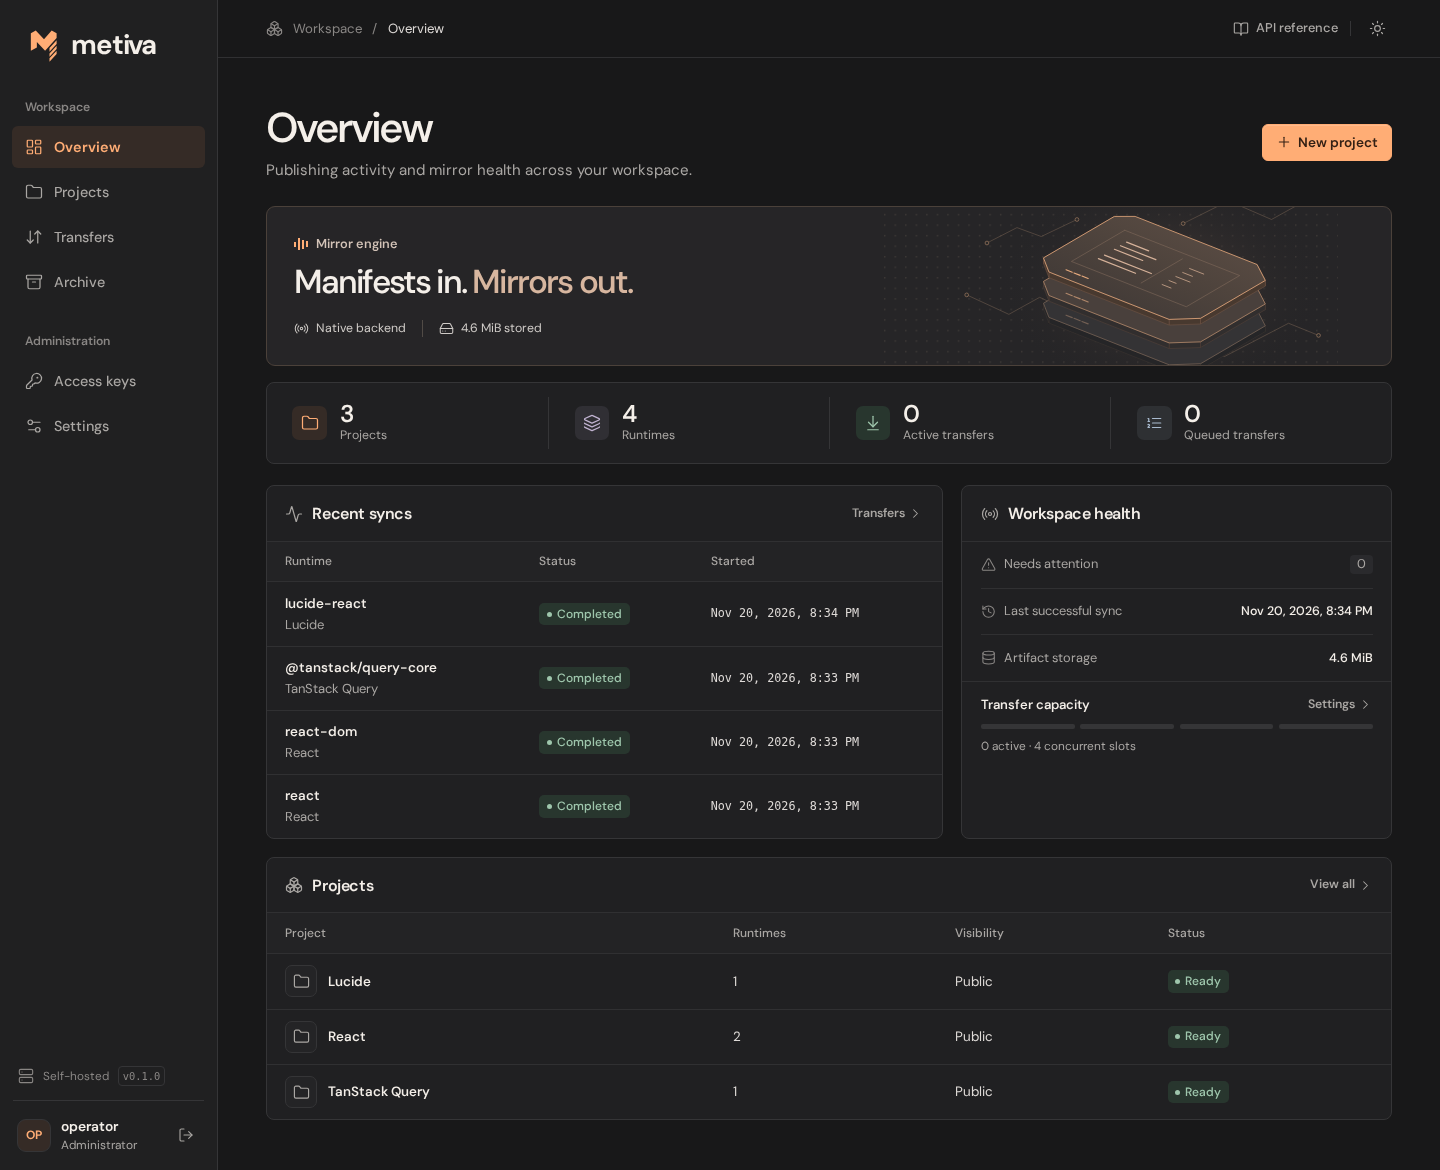 metiva
Workspace
Overview
Projects
Transfers
Archive
Administration
Access keys
Settings
Self-hosted v0.1.0
OP
operator
Administrator
Workspace / Overview
API reference
Overview
Publishing activity and mirror health across your workspace.
New project
Mirror engine
Manifests in. Mirrors out.
Native backend
4.6 MiB stored
3
Projects
4
Runtimes
0
Active transfers
0
Queued transfers
Recent syncs
Transfers
Runtime Status Started
lucide-react
Lucide
Completed
Nov 20, 2026, 8:34 PM
@tanstack/query-core
TanStack Query
Completed
Nov 20, 2026, 8:33 PM
react-dom
React
Completed
Nov 20, 2026, 8:33 PM
react
React
Completed
Nov 20, 2026, 8:33 PM
Workspace health
Needs attention 0
Last successful sync Nov 20, 2026, 8:34 PM
Artifact storage 4.6 MiB
Transfer capacity Settings
0 active · 4 concurrent slots
Projects
View all
Project Runtimes Visibility Status
Lucide 1 Public Ready
React 2 Public Ready
TanStack Query 1 Public Ready